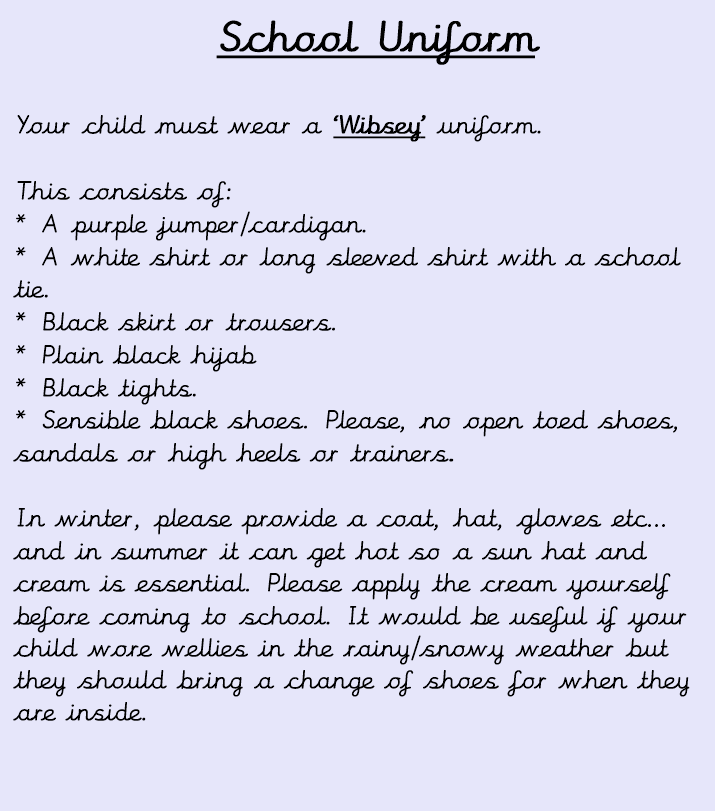 School Uniform
Your child must wear a ‘Wibsey’ uniform.
This consists of:
* A purple jumper/cardigan.
* A white shirt or long sleeved shirt with a school
tie.
* Black skirt or trousers.
* Plain black hijab
* Black tights.
* Sensible black shoes. Please, no open toed shoes,
sandals or high heels or trainers.
In winter, please provide a coat, hat, gloves etc...
and in summer it can get hot so a sun hat and
cream is essential. Please apply the cream yourself
before coming to school. It would be useful if your
child wore wellies in the rainy/snowy weather but
they should bring a change of shoes for when they
are inside.